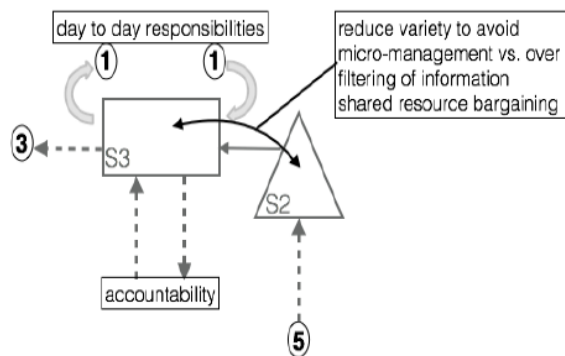 day to day responsibilities
reduce variety to avoid
micro-management vs. over
filtering of information
shared resource bargaining
1 1
3
S3
S2
accountability
5